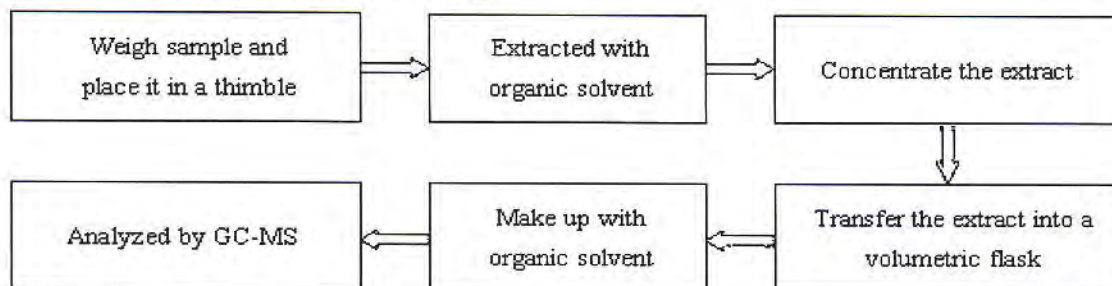 Weigh sample and
place it in a thimble
Extracted with
organic solvent
Concentrate the extract
Transfer the extract into a
volumetric flask
Make up with
organic solvent
Analyzed by GC-MS